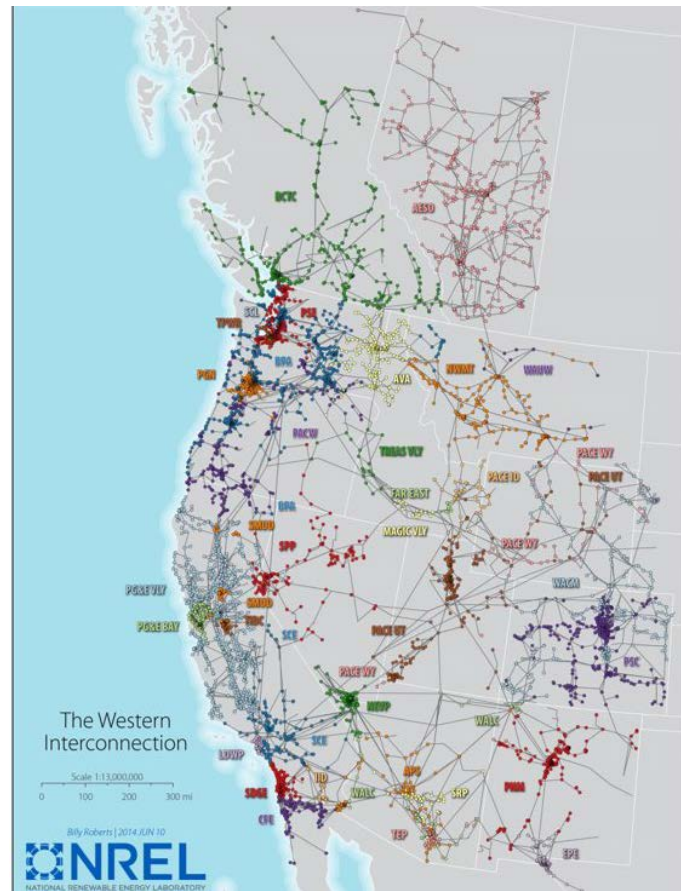 BCTC
AESO
SCL
PSE
TPWR
BPA
PGN
AVA
NWMT
WAUW
PACW
TREAS VLY
PACE WY
PACE ID
PACE UT
FAR EAST
BPA
MAGIC VLY
SMUD
SPP
PACE WY
PG&E VLY
WACM
SMUD
PG&E BAY
TIDC
SCE
PACE UT
PSC
PACE WY
NEVP
WALC
The Western
Interconnection
SCE
LDWP
Scale 1:13,000,000
0 100 200 300 mi
SDGE
IID
WALC
APS
SRP
PNM
CFE
TEP
EPE
Billy Roberts | 2014 JUN 10
NREL
NATIONAL RENEWABLE ENERGY LABORATORY